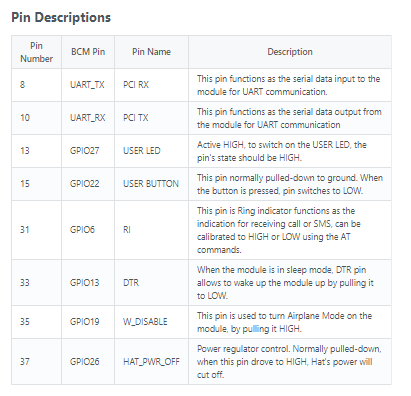 Pin Descriptions
Pin Number BCM Pin Pin Name Description
8 UART_TX PCI RX This pin functions as the serial data input to the
module for UART communication.
10 UART_RX PCI TX This pin functions as the serial data output from
the module for UART communication
13 GPIO27 USER LED Active HIGH, to switch on the USER LED, the
pin's state should be HIGH.
15 GPIO22 USER BUTTON This pin normally pulled-down to ground. When
the button is pressed, pin switches to LOW.
31 GPIO6 RI This pin is Ring indicator functions as the
indication for receiving call or SMS, can be
calibrated to HIGH or LOW using the AT
commands.
33 GPIO13 DTR When the module is in sleep mode, DTR pin
allows to wake up the module up by pulling it
to LOW.
35 GPIO19 W_DISABLE This pin is used to turn Airplane Mode on
the module, by pulling it HIGH.
37 GPIO26 HAT_PWR_OFF Power regulator control. Normally pulled-down,
when this pin drove to HIGH, Hat's power will
cut off.